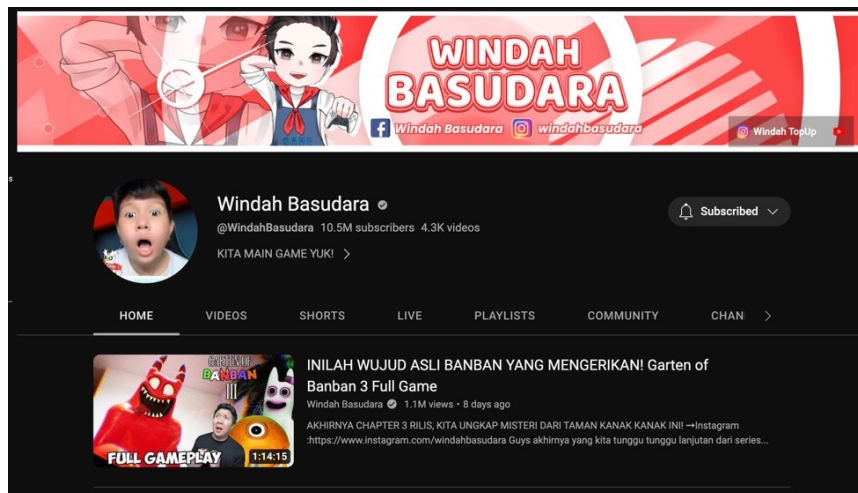 WINDAH
BASUDARA
Windah Basudara windahbasudara
Windah TopUp
Windah Basudara
@WindahBasudara 10.5M subscribers 4.3K videos
KITA MAIN GAME YUK!
Subscribed
HOME VIDEOS SHORTS LIVE PLAYLISTS COMMUNITY CHAN
GARTEN OF
BANBAN
III
FULL GAMEPLAY
1:14:15
INILAH WUJUD ASLI BANBAN YANG MENGERIKAN! Garten of
Banban 3 Full Game
Windah Basudara 1.1M views • 8 days ago
AKHIRNYA CHAPTER 3 RILIS, KITA UNGKAP MISTERI DARI TAMAN KANAK KANAK INI! →Instagram
:https://www.instagram.com/windahbasudara Guys akhirnya yang kita tunggu tunggu lanjutan dari series...